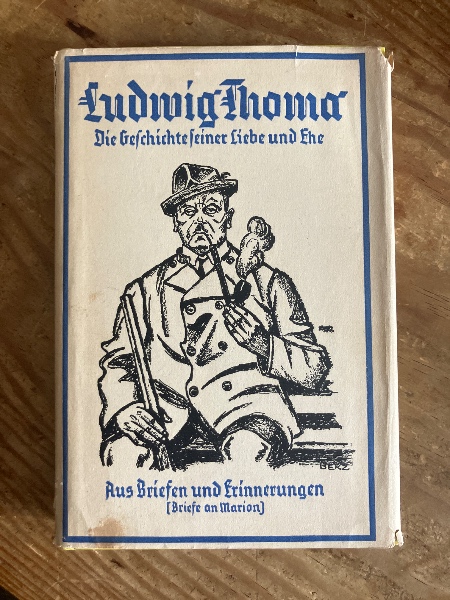 Ludwig Thoma
Die Geschichte seiner Liebe und Ehe
BERZ
Aus Briefen und Erinnerungen
(Briefe an Marion)